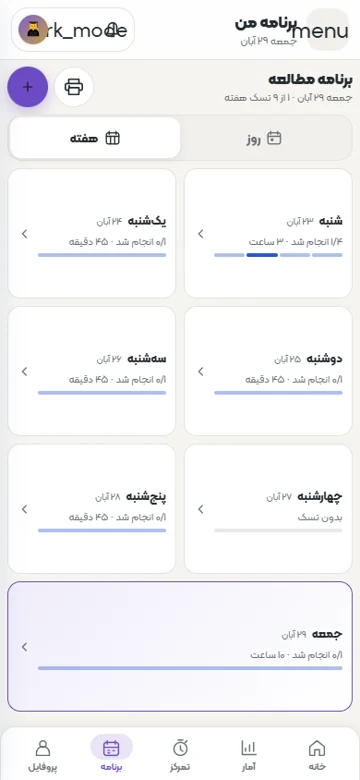 menu
برنامه من
جمعه ۲۹ آبان
برنامه مطالعه
جمعه ۲۹ آبان · ۱ از ۹ تسک هفته
+
روز
هفته
شنبه ۲۳ آبان
۱/۴ انجام شد · ۳ ساعت
یک‌شنبه ۲۴ آبان
۰/۱ انجام شد · ۴۵ دقیقه
دوشنبه ۲۵ آبان
۰/۱ انجام شد · ۴۵ دقیقه
سه‌شنبه ۲۶ آبان
۰/۱ انجام شد · ۴۵ دقیقه
چهارشنبه ۲۷ آبان
بدون تسک
پنج‌شنبه ۲۸ آبان
۰/۱ انجام شد · ۴۵ دقیقه
جمعه ۲۹ آبان
۰/۱ انجام شد · ۱۰ ساعت
خانه
آمار
تمرکز
برنامه
پروفایل